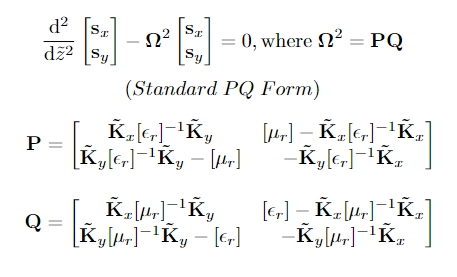 d²/dz̃² [s_x; s_y] − Ω² [s_x; s_y] = 0, where Ω² = PQ
(Standard PQ Form)
P = [K̃_x[ϵ_r]⁻¹K̃_y   [μ_r] − K̃_x[ϵ_r]⁻¹K̃_x; K̃_y[ϵ_r]⁻¹K̃_y − [μ_r]   −K̃_y[ϵ_r]⁻¹K̃_x]
Q = [K̃_x[μ_r]⁻¹K̃_y   [ϵ_r] − K̃_x[μ_r]⁻¹K̃_x; K̃_y[μ_r]⁻¹K̃_y − [ϵ_r]   −K̃_y[μ_r]⁻¹K̃_x]